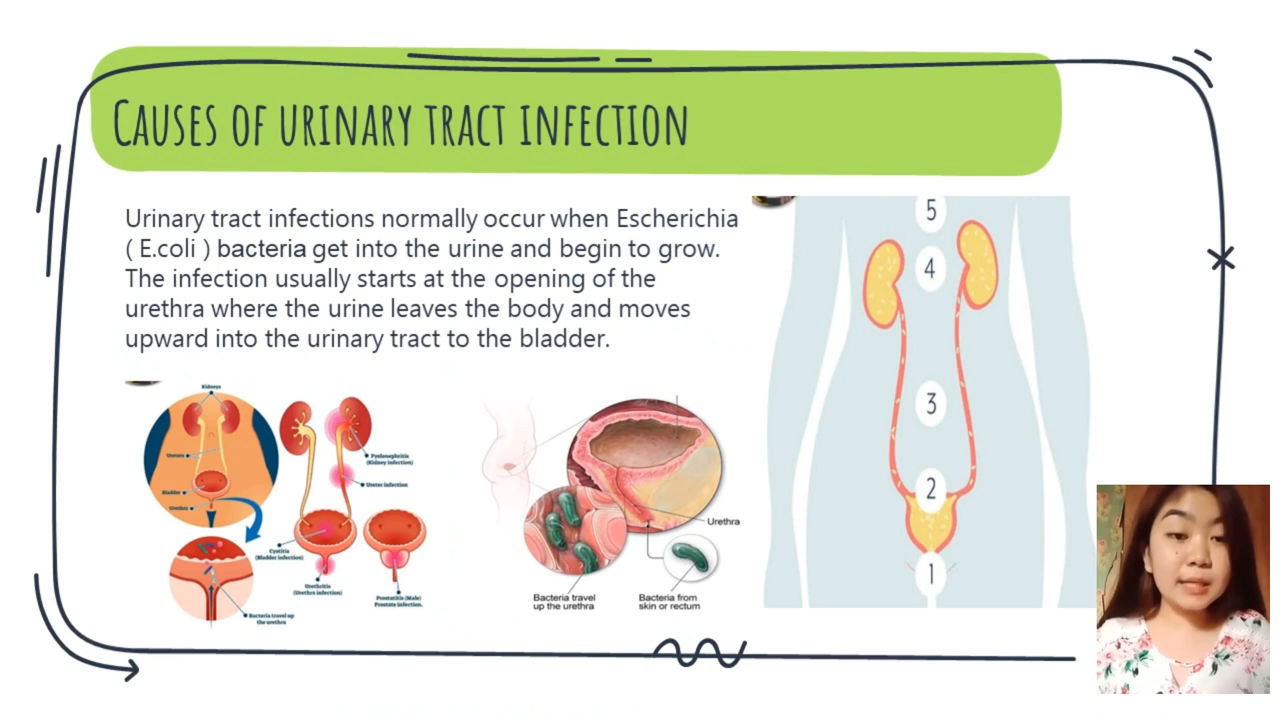 CAUSES OF URINARY TRACT INFECTION
Urinary tract infections normally occur when Escherichia
( E.coli ) bacteria get into the urine and begin to grow.
The infection usually starts at the opening of the
urethra where the urine leaves the body and moves
upward into the urinary tract to the bladder.
Kidneys
Ureters
Bladder
Urethra
Pyelonephritis
(Kidney infection)
Ureter infection
Cystitis
(Bladder infection)
Urethritis
(Urethra infection)
Prostatitis (Male)
Prostate infection.
Bacteria travel up
the urethra
Urethra
Bacteria travel
up the urethra
Bacteria from
skin or rectum
5
4
3
2
1